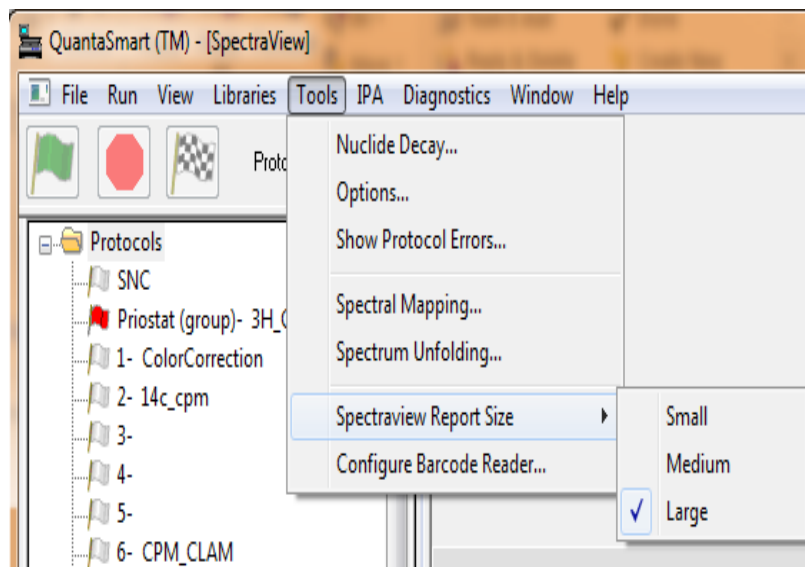 QuantaSmart (TM) - [SpectraView]
File Run View Libraries Tools IPA Diagnostics Window Help
Nuclide Decay...
Options...
Show Protocol Errors...
Spectral Mapping...
Spectrum Unfolding...
Spectraview Report Size
Configure Barcode Reader...
Small
Medium
Large
Proto
Protocols
SNC
Priostat (group)- 3H_
1- ColorCorrection
2- 14c_cpm
3-
4-
5-
6- CPM_CLAM